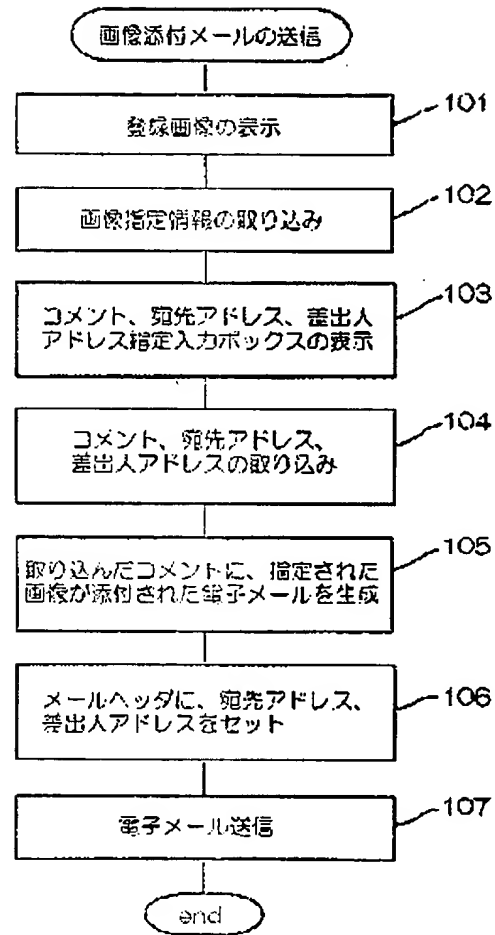 画像添付メールの送信
登録画像の表示
101
画像指定情報の取り込み
102
コメント、宛先アドレス、差出人
アドレス指定入力ボックスの表示
103
コメント、宛先アドレス、
差出人アドレスの取り込み
104
取り込んだコメントに、指定された
画像が添付された電子メールを生成
105
メールヘッダに、宛先アドレス、
差出人アドレスをセット
106
電子メール送信
107
end